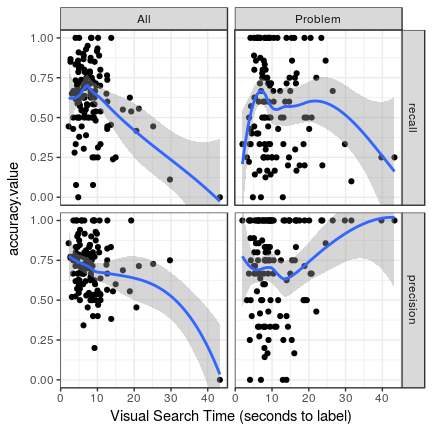 All Problem
1.00
0.75
0.50
0.25
0.00
recall
accuracy.value
1.00
0.75
0.50
0.25
0.00
precision
0 10 20 30 40 0 10 20 30 40
Visual Search Time (seconds to label)